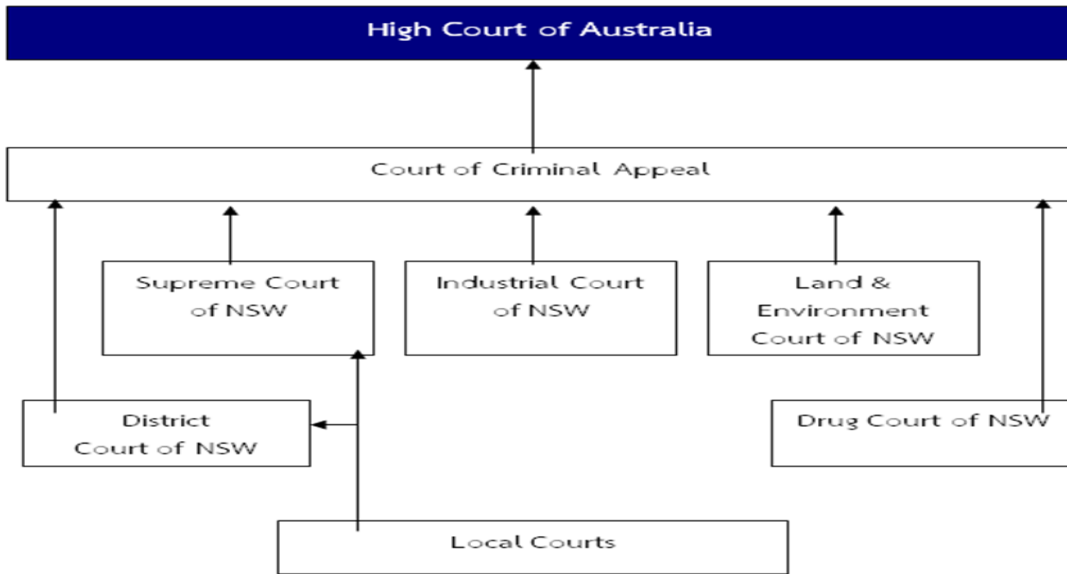 High Court of Australia
Court of Criminal Appeal
Supreme Court
of NSW
Industrial Court
of NSW
Land &
Environment
Court of NSW
District
Court of NSW
Drug Court of NSW
Local Courts